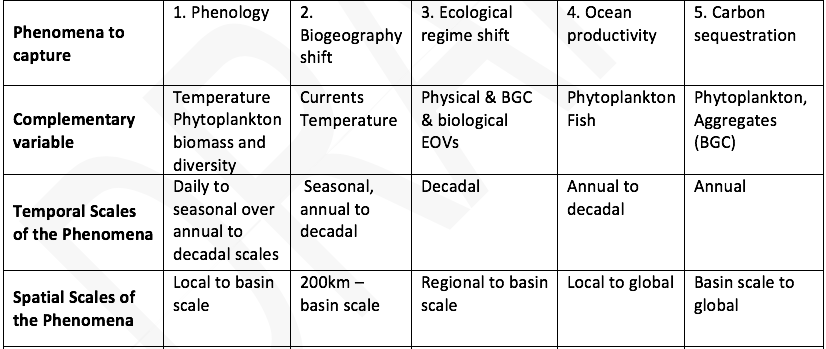 Phenomena to capture | 1. Phenology | 2. Biogeography shift | 3. Ecological regime shift | 4. Ocean productivity | 5. Carbon sequestration
Complementary variable | Temperature Phytoplankton biomass and diversity | Currents Temperature | Physical & BGC & biological EOVs | Phytoplankton Fish | Phytoplankton, Aggregates (BGC)
Temporal Scales of the Phenomena | Daily to seasonal over annual to decadal scales | Seasonal, annual to decadal | Decadal | Annual to decadal | Annual
Spatial Scales of the Phenomena | Local to basin scale | 200km – basin scale | Regional to basin scale | Local to global | Basin scale to global